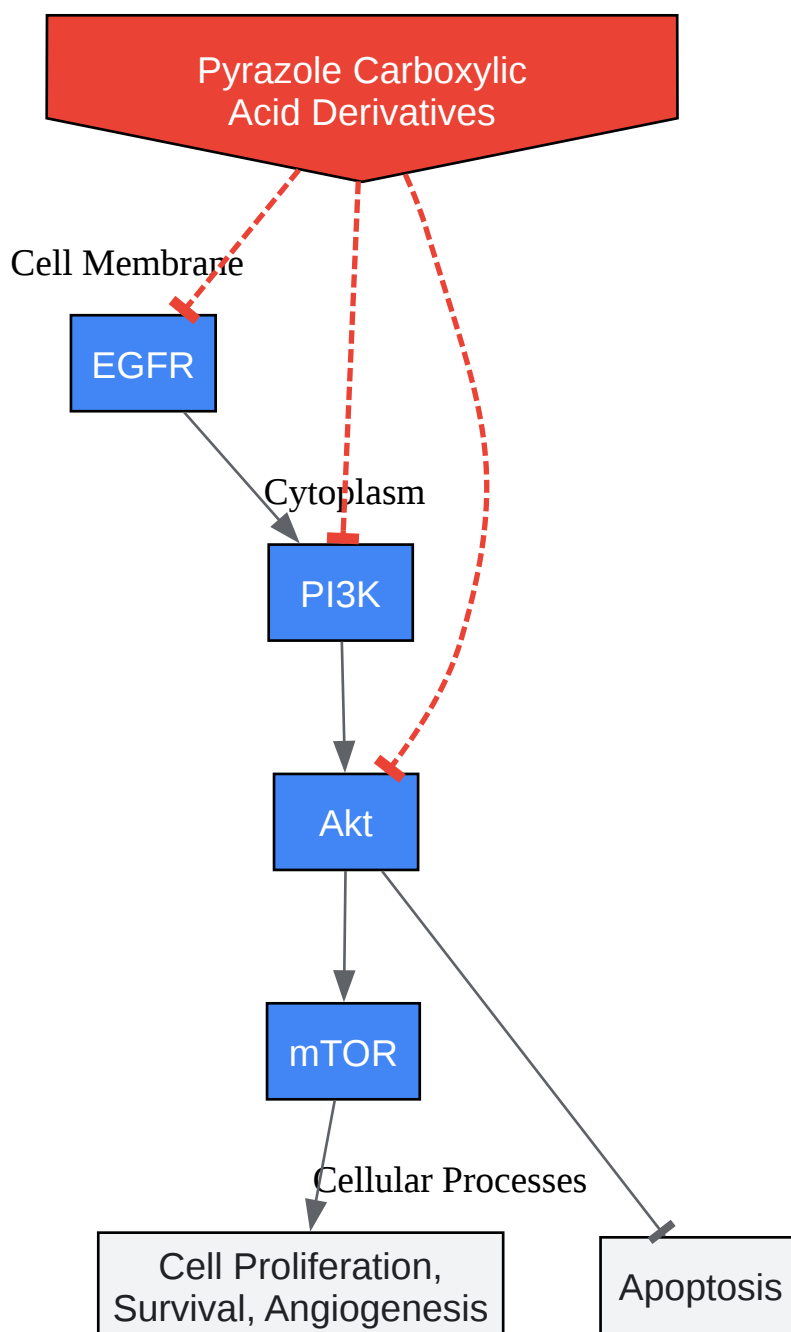 Pyrazole Carboxylic
Acid Derivatives
Cell Membrane
EGFR
Cytoplasm
PI3K
Akt
mTOR
Cellular Processes
Cell Proliferation,
Survival, Angiogenesis
Apoptosis